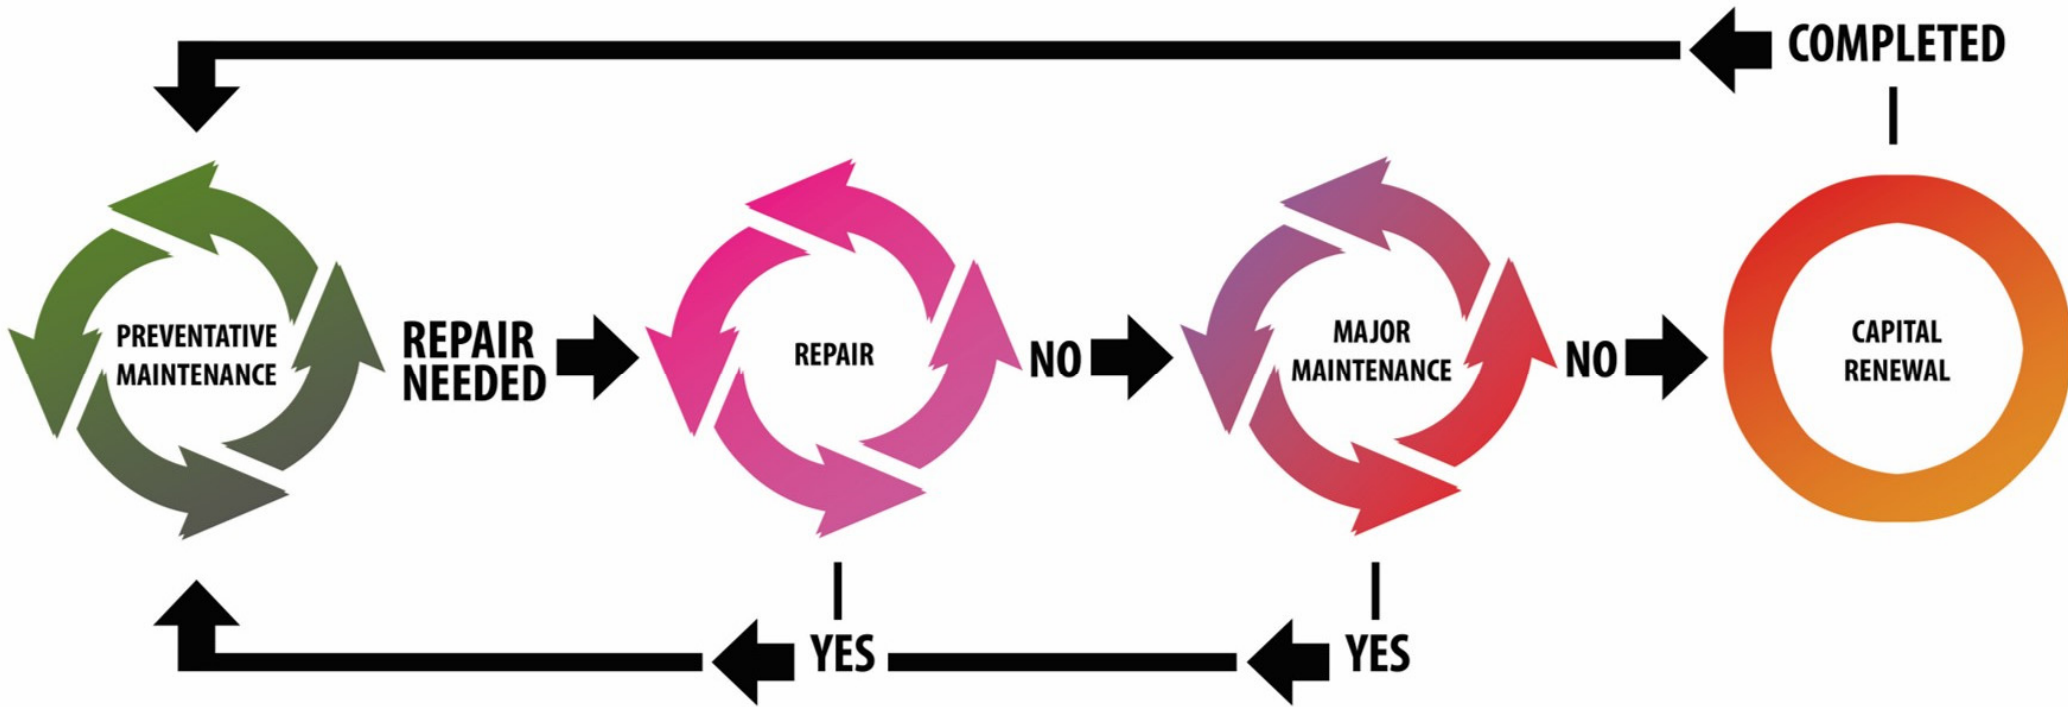 COMPLETED
PREVENTATIVE
MAINTENANCE
REPAIR
NEEDED
REPAIR
NO
MAJOR
MAINTENANCE
NO
CAPITAL
RENEWAL
YES
YES